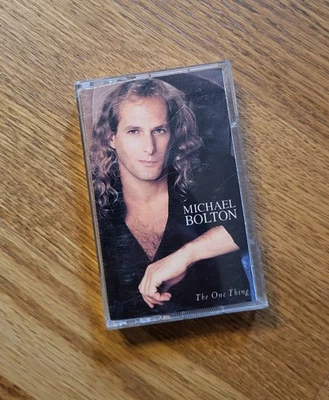 MICHAEL
BOLTON
The One Thing